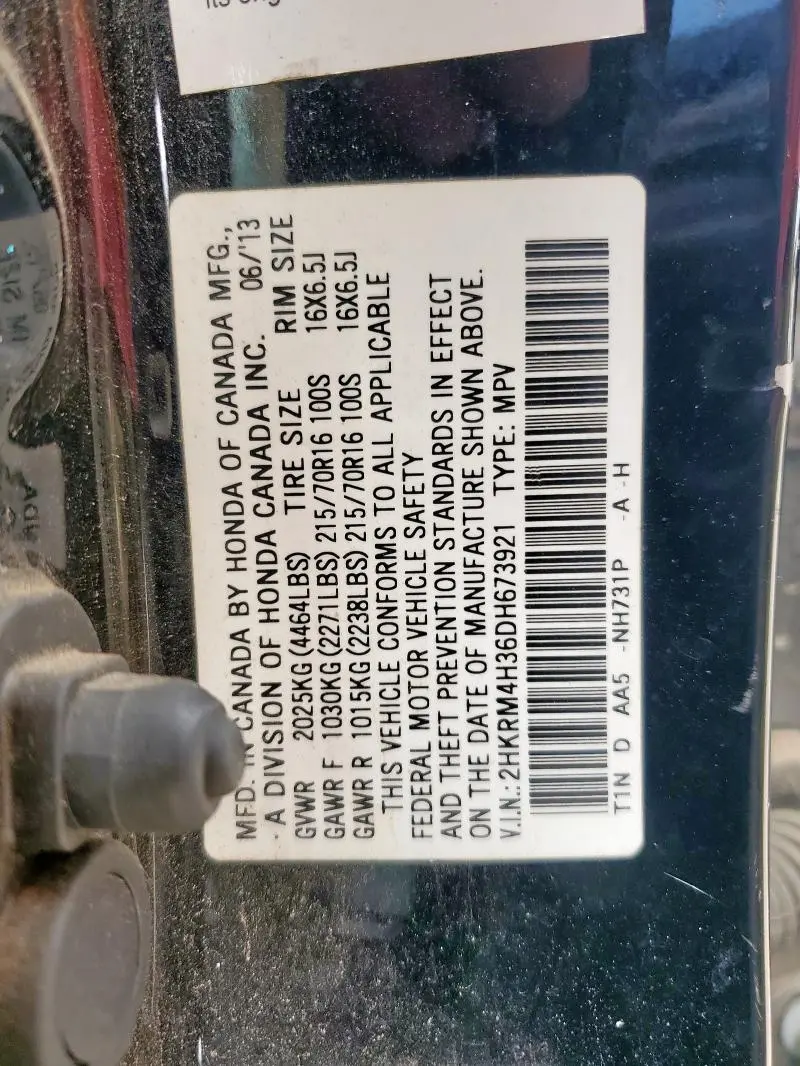 MFD. IN CANADA BY HONDA OF CANADA MFG.,
A DIVISION OF HONDA CANADA INC. 06/'13
GVWR 2025KG(4464LBS) TIRE SIZE RIM SIZE
GAWR F 1030KG(2271LBS)215/70R16 100S 16X6.5J
GAWR R 1015KG(2238LBS)215/70R16 100S 16X6.5J
THIS VEHICLE CONFORMS TO ALL APPLICABLE
FEDERAL MOTOR VEHICLE SAFETY
AND THEFT PREVENTION STANDARDS IN EFFECT
ON THE DATE OF MANUFACTURE SHOWN ABOVE.
V.I.N.:2HKRM4H36DH673921 TYPE: MPV
T1N D AA5 -NH731P -A -H